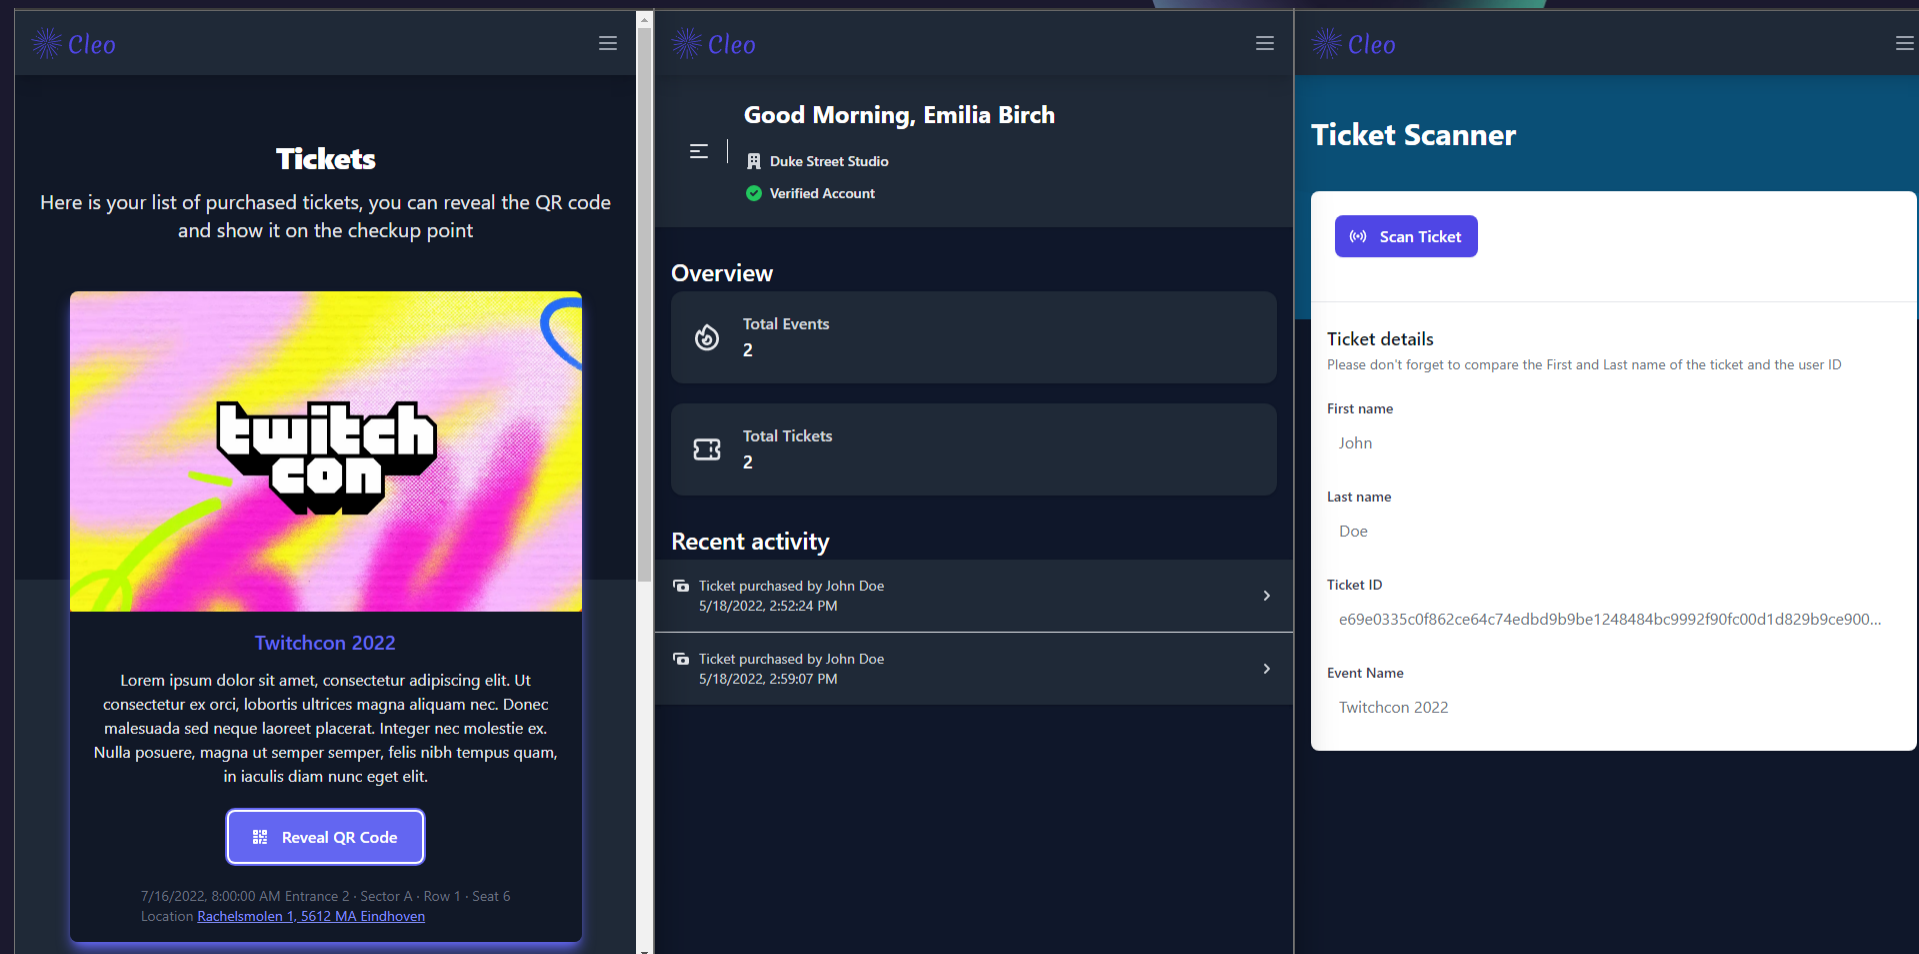 Cleo
Tickets
Here is your list of purchased tickets, you can reveal the QR code
and show it on the checkup point
twitch
con
Twitchcon 2022
Lorem ipsum dolor sit amet, consectetur adipiscing elit. Ut
consectetur ex orci, lobortis ultrices magna aliquam nec. Donec
malesuada sed neque laoreet placerat. Integer nec molestie ex.
Nulla posuere, magna ut semper semper, felis nibh tempus quam,
in iaculis diam nunc eget elit.
Reveal QR Code
7/16/2022, 8:00:00 AM Entrance 2 · Sector A · Row 1 · Seat 6
Location Rachelsmolen 1, 5612 MA Eindhoven
Cleo
Good Morning, Emilia Birch
Duke Street Studio
Verified Account
Overview
Total Events
2
Total Tickets
2
Recent activity
Ticket purchased by John Doe
5/18/2022, 2:52:24 PM
Ticket purchased by John Doe
5/18/2022, 2:59:07 PM
Cleo
Ticket Scanner
Scan Ticket
Ticket details
Please don't forget to compare the First and Last name of the ticket and the user ID
First name
John
Last name
Doe
Ticket ID
e69e0335c0f862ce64c74edbd9b9be1248484bc9992f90fc00d1d829b9ce900...
Event Name
Twitchcon 2022